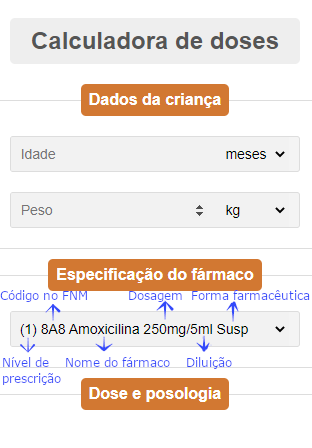 Calculadora de doses
Dados da criança
Idade meses
Peso kg
Especificação do fármaco
Código no FNM Dosagem Forma farmacêutica
(1) 8A8 Amoxicilina 250mg/5ml Susp
Nível de prescrição Nome do fármaco Diluição
Dose e posologia